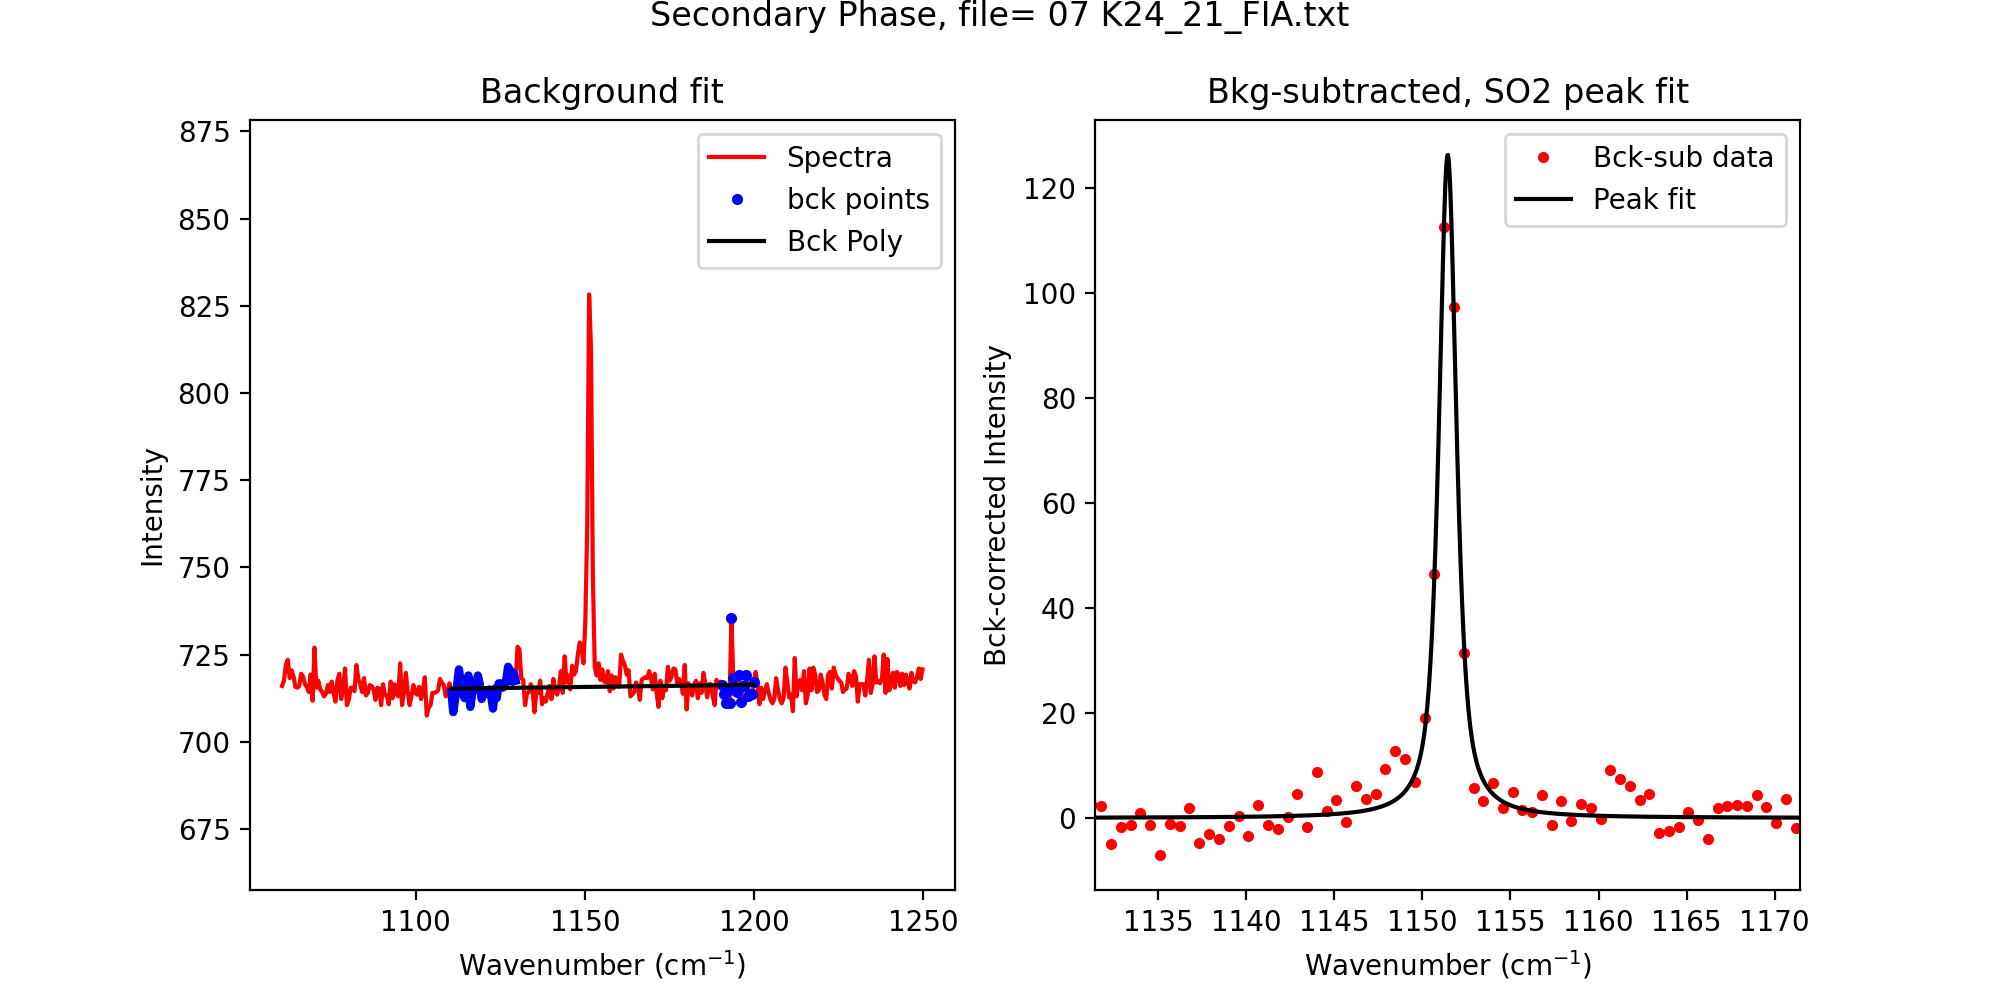 Secondary Phase, file= 07 K24_21_FIA.txt
Background fit
875
850
825
800
775
750
725
700
675
Intensity
Spectra
bck points
Bck Poly
1100 1150 1200 1250
Wavenumber (cm⁻¹)
Bkg-subtracted, SO2 peak fit
120
100
80
60
40
20
0
Bck-corrected Intensity
Bck-sub data
Peak fit
1135 1140 1145 1150 1155 1160 1165 1170
Wavenumber (cm⁻¹)